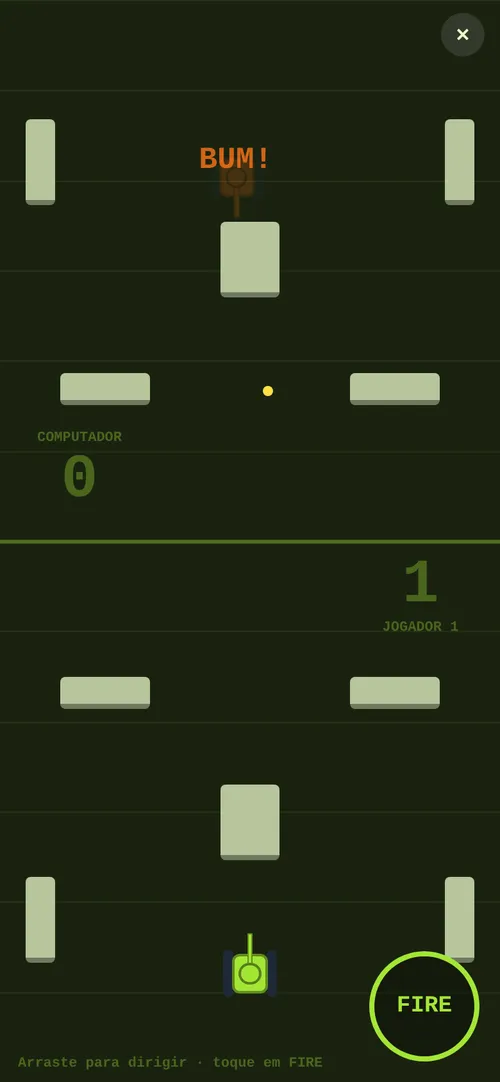 ×
BUM!
COMPUTADOR
0
1
JOGADOR 1
FIRE
Arraste para dirigir · toque em FIRE